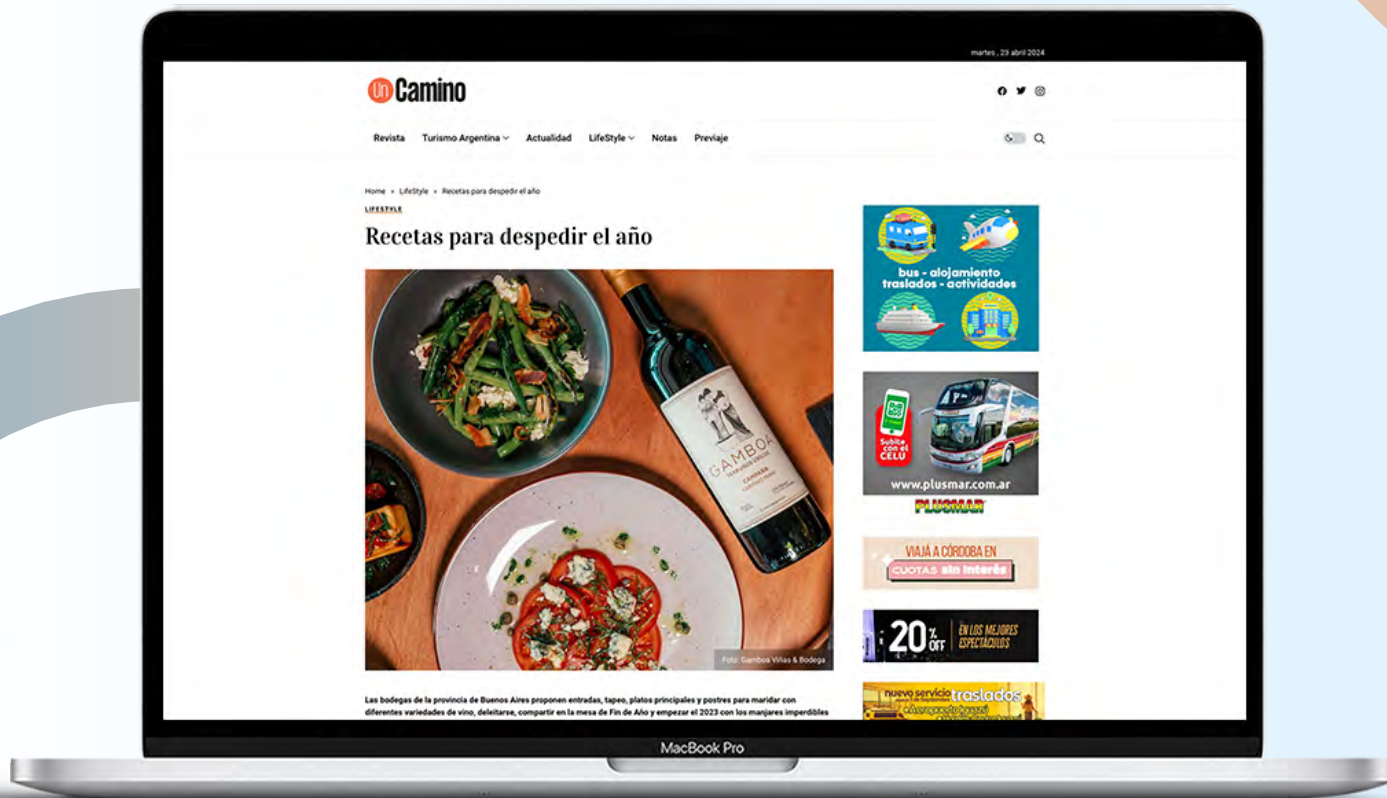 martes , 23 abril 2024
Un Camino
Revista Turismo Argentina Actualidad LifeStyle Notas Previaje
Home » LifeStyle » Recetas para despedir el año
LIFESTYLE
Recetas para despedir el año
bus - alojamiento
traslados - actividades
GAMBOA
CAMPAÑA
Subite
con el
CELU
www.plusmar.com.ar
PLUSMAR
VIAJÁ A CÓRDOBA EN
CUOTAS sin interés
20% OFF
EN LOS MEJORES
ESPECTÁCULOS
Foto: Gamboa Viñas & Bodega
nuevo servicio traslados
Las bodegas de la provincia de Buenos Aires proponen entradas, tapeo, platos principales y postres para maridar con
diferentes variedades de vino, deleitarse, compartir en la mesa de Fin de Año y empezar el 2023 con los manjares imperdibles
MacBook Pro